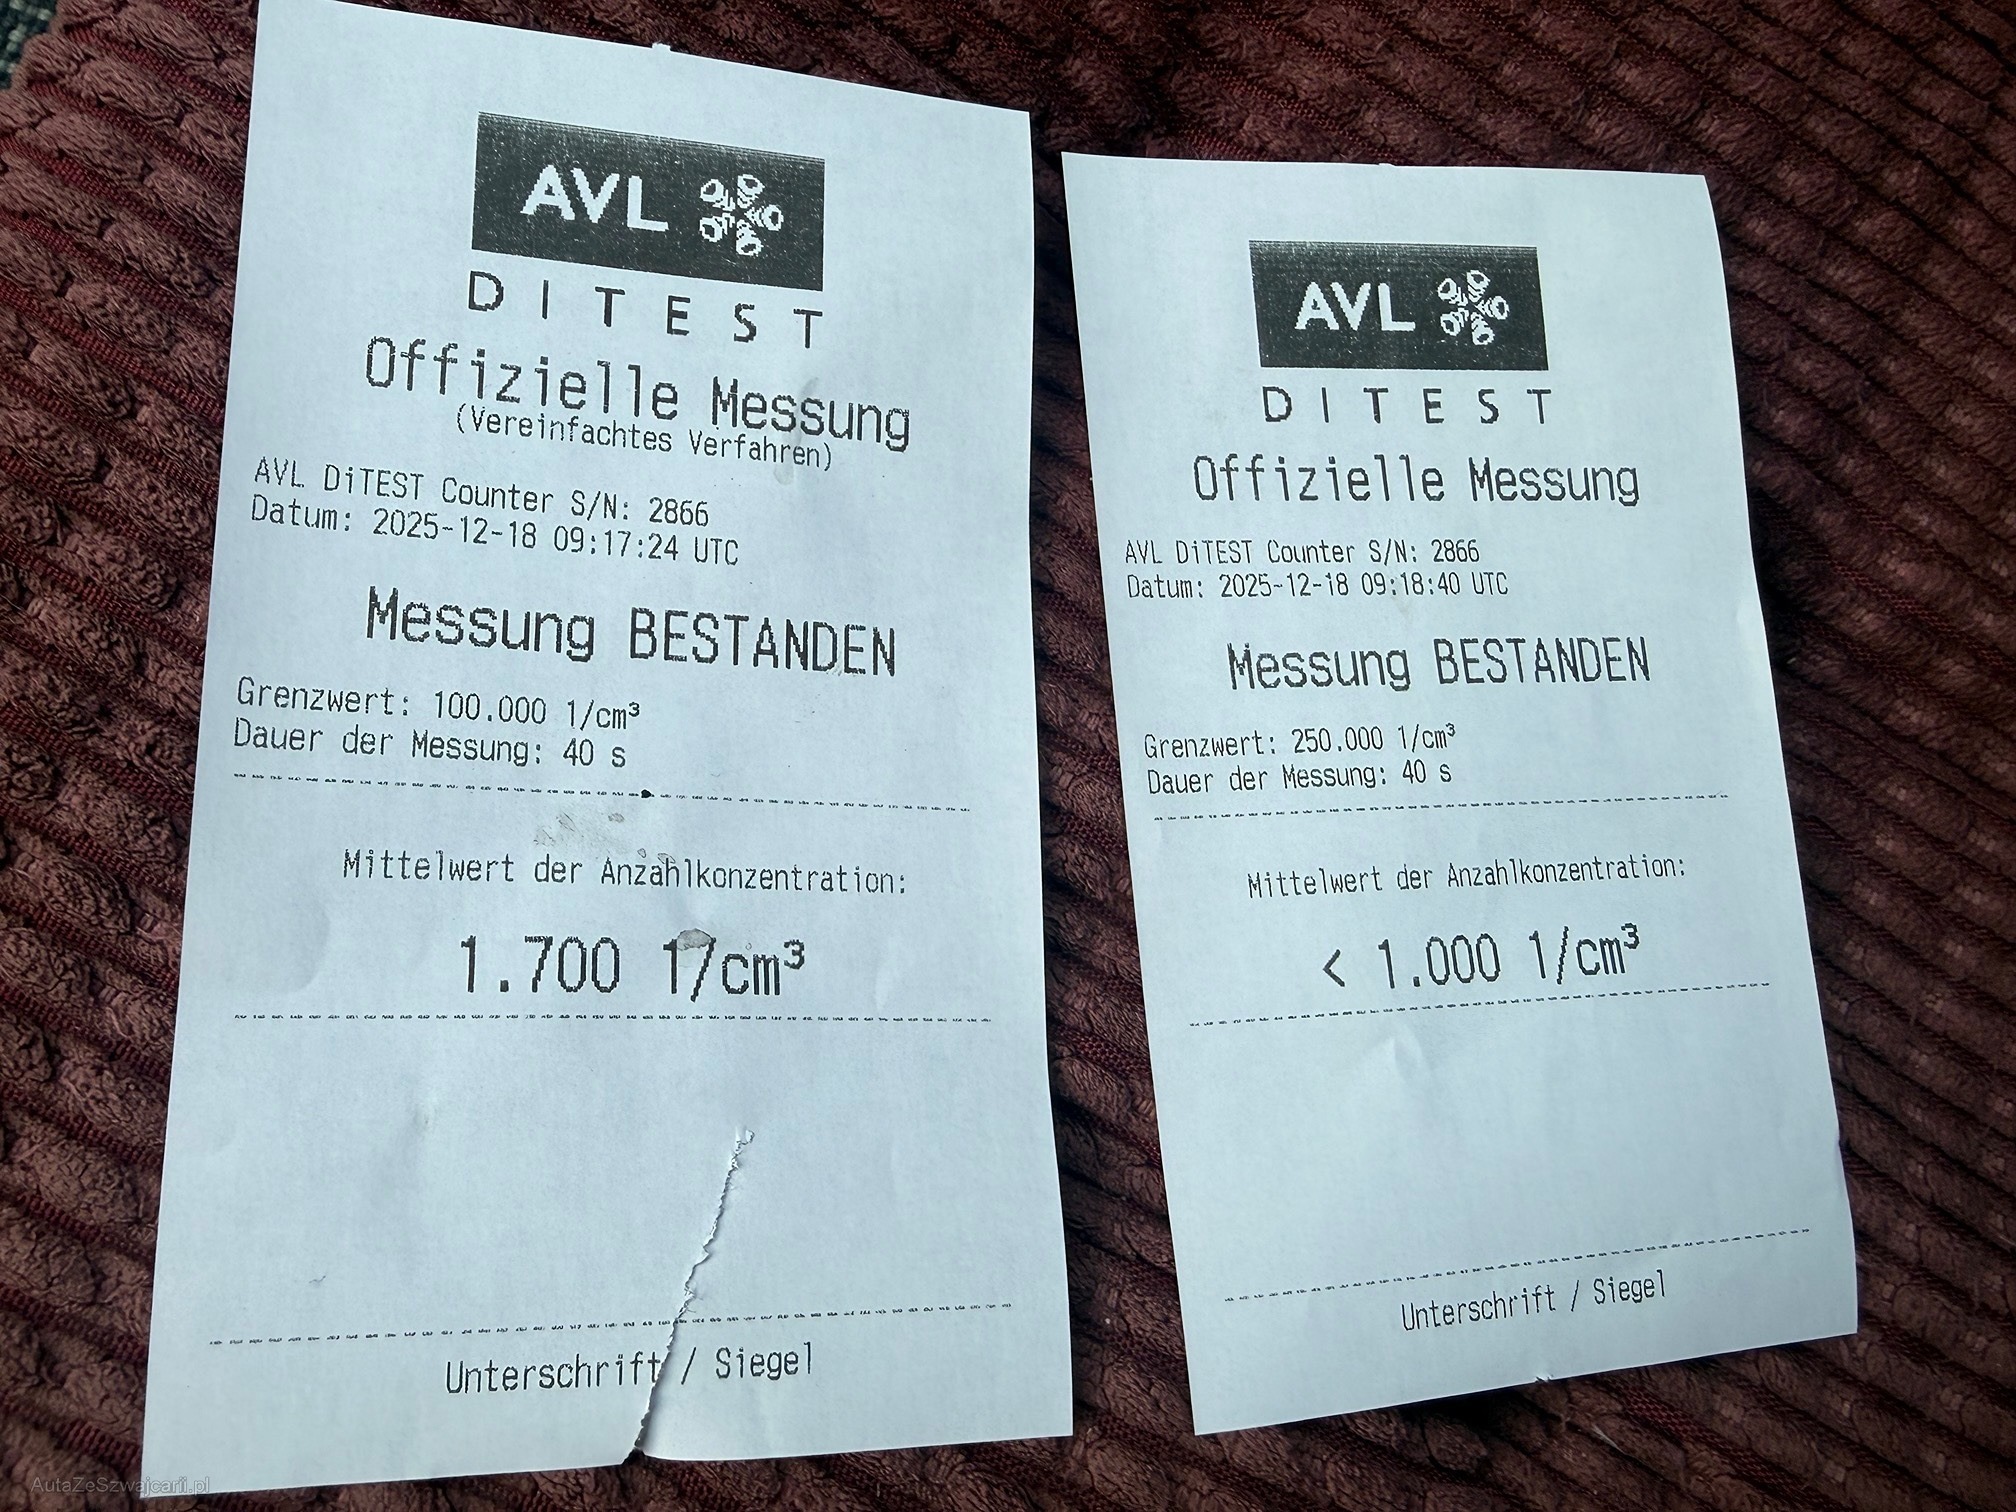 AVL
DITEST
Offizielle Messung
(Vereinfachtes Verfahren)
AVL DiTEST Counter S/N: 2866
Datum: 2025-12-18 09:17:24 UTC
Messung BESTANDEN
Grenzwert: 100.000 1/cm³
Dauer der Messung: 40 s
Mittelwert der Anzahlkonzentration:
1.700 1/cm³
Unterschrift / Siegel
AVL
DITEST
Offizielle Messung
AVL DiTEST Counter S/N: 2866
Datum: 2025-12-18 09:18:40 UTC
Messung BESTANDEN
Grenzwert: 250.000 1/cm³
Dauer der Messung: 40 s
Mittelwert der Anzahlkonzentration:
< 1.000 1/cm³
Unterschrift / Siegel
AutaZeSzwajcarii.pl